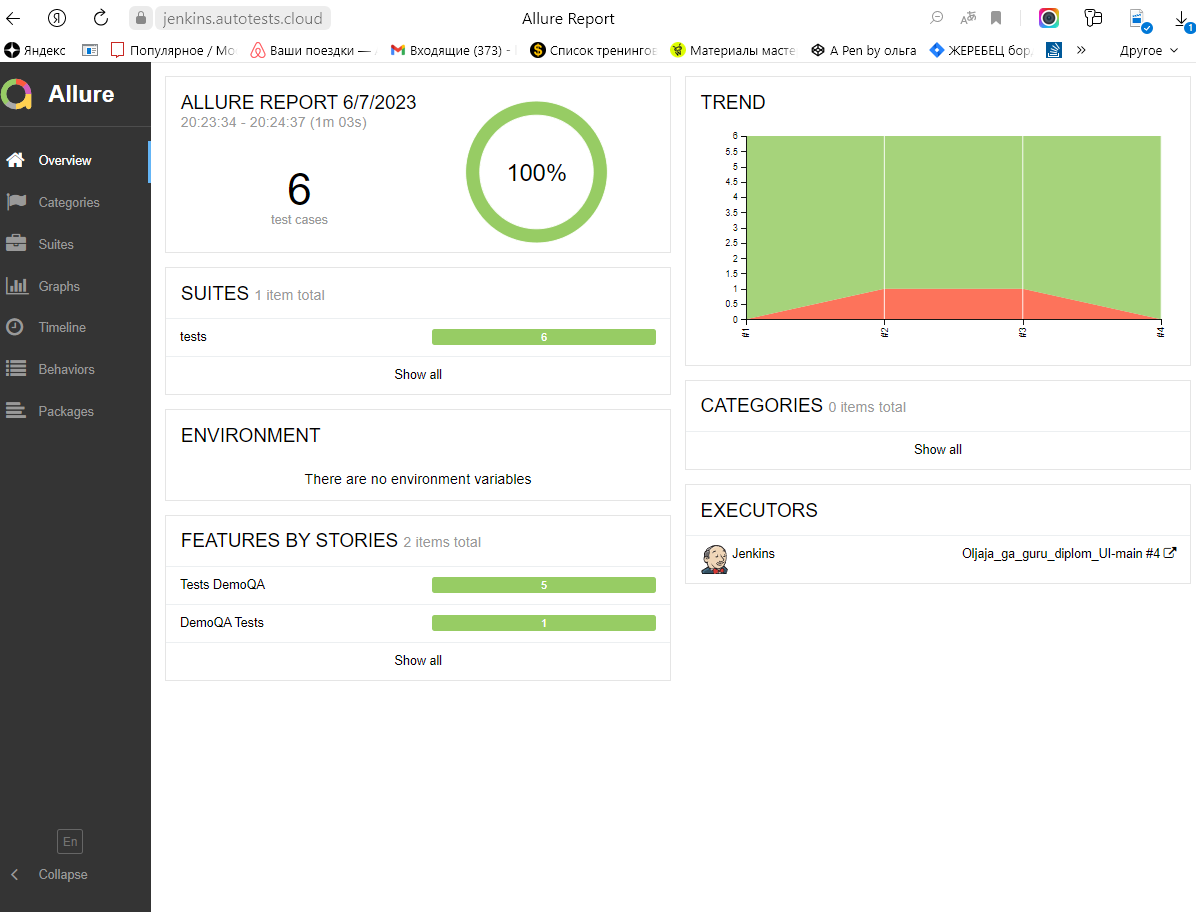 Я
jenkins.autotests.cloud
Allure Report
1
Яндекс
Популярное / Мо
Ваши поездки —
Входящие (373) -
Список тренингов
Материалы масте
A Pen by ольга
ЖЕРЕБЕЦ бор
»
Другое
Allure
Overview
Categories
Suites
Graphs
Timeline
Behaviors
Packages
En
Collapse
ALLURE REPORT 6/7/2023
20:23:34 - 20:24:37 (1m 03s)
6
test cases
100%
SUITES 1 item total
tests 6
Show all
ENVIRONMENT
There are no environment variables
FEATURES BY STORIES 2 items total
Tests DemoQA 5
DemoQA Tests 1
Show all
TREND
6
5.5
5
4.5
4
3.5
3
2.5
2
1.5
1
0.5
0
#1 #2 #3 #4
CATEGORIES 0 items total
Show all
EXECUTORS
Jenkins Oljaja_ga_guru_diplom_UI-main #4